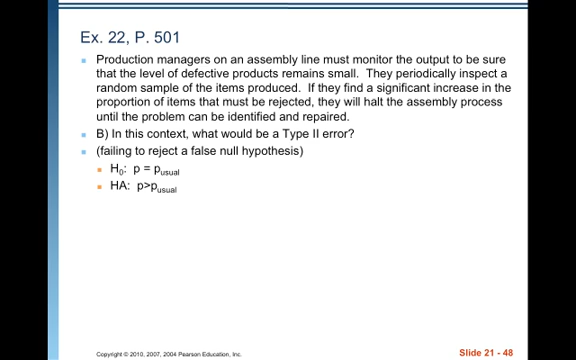 Ex. 22, P. 501
Production managers on an assembly line must monitor the output to be sure
that the level of defective products remains small. They periodically inspect a
random sample of the items produced. If they find a significant increase in the
proportion of items that must be rejected, they will halt the assembly process
until the problem can be identified and repaired.
B) In this context, what would be a Type II error?
(failing to reject a false null hypothesis)
H0: p = pusual
HA: p>pusual
Copyright © 2010, 2007, 2004 Pearson Education, Inc.
Slide 21 - 48